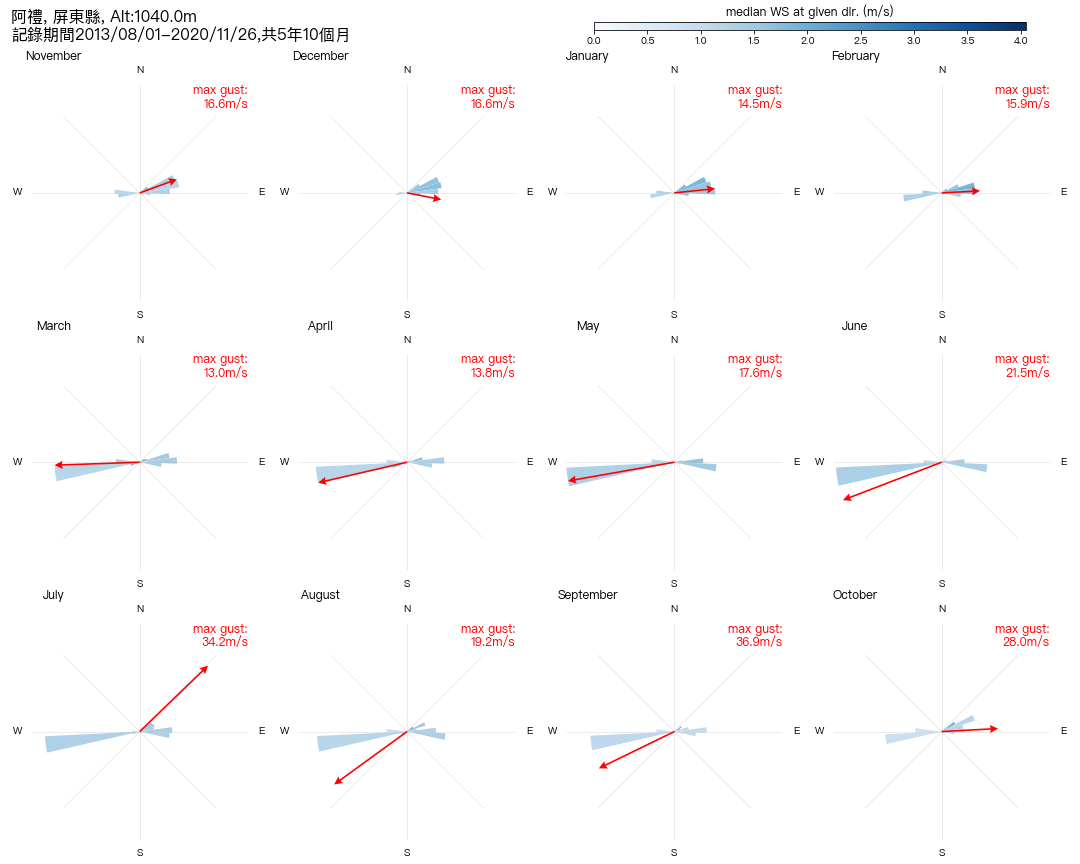 阿禮, 屏東縣, Alt:1040.0m
記錄期間2013/08/01−2020/11/26,共5年10個月
median WS at given dir. (m/s)
0.0 0.5 1.0 1.5 2.0 2.5 3.0 3.5 4.0
November
N
max gust:
16.6m/s
W
E
S
December
N
max gust:
16.6m/s
W
E
January
N
max gust:
14.5m/s
W
E
S
February
N
max gust:
15.9m/s
W
E
S
March
N
max gust:
13.0m/s
W
E
S
April
N
max gust:
13.8m/s
W
E
S
May
N
max gust:
17.6m/s
W
E
S
June
N
max gust:
21.5m/s
W
E
S
July
N
max gust:
34.2m/s
W
E
S
August
N
max gust:
19.2m/s
W
E
S
September
N
max gust:
36.9m/s
W
E
S
October
N
max gust:
28.0m/s
W
E
S